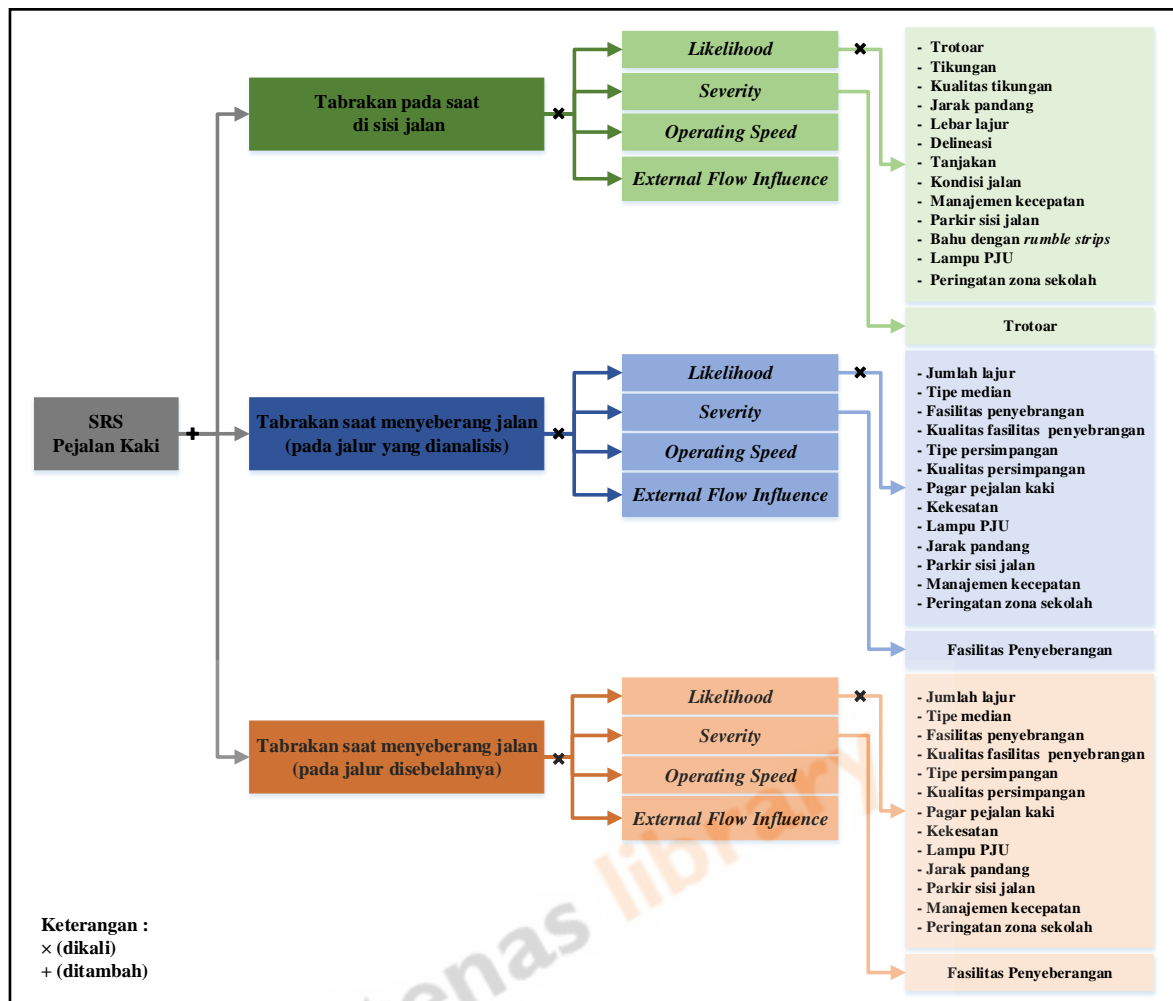 SRS
Pejalan Kaki
+
Tabrakan pada saat
di sisi jalan
×
Likelihood
×
Severity
Operating Speed
External Flow Influence
- Trotoar
- Tikungan
- Kualitas tikungan
- Jarak pandang
- Lebar lajur
- Delineasi
- Tanjakan
- Kondisi jalan
- Manajemen kecepatan
- Parkir sisi jalan
- Bahu dengan rumble strips
- Lampu PJU
- Peringatan zona sekolah
Trotoar
Tabrakan saat menyeberang jalan
(pada jalur yang dianalisis)
×
Likelihood
×
Severity
Operating Speed
External Flow Influence
- Jumlah lajur
- Tipe median
- Fasilitas penyebrangan
- Kualitas fasilitas penyebrangan
- Tipe persimpangan
- Kualitas persimpangan
- Pagar pejalan kaki
- Kekesatan
- Lampu PJU
- Jarak pandang
- Parkir sisi jalan
- Manajemen kecepatan
- Peringatan zona sekolah
Fasilitas Penyeberangan
Tabrakan saat menyeberang jalan
(pada jalur disebelahnya)
×
Likelihood
×
Severity
Operating Speed
External Flow Influence
- Jumlah lajur
- Tipe median
- Fasilitas penyebrangan
- Kualitas fasilitas penyebrangan
- Tipe persimpangan
- Kualitas persimpangan
- Pagar pejalan kaki
- Kekesatan
- Lampu PJU
- Jarak pandang
- Parkir sisi jalan
- Manajemen kecepatan
- Peringatan zona sekolah
Fasilitas Penyeberangan
Keterangan :
× (dikali)
+ (ditambah)
enas library